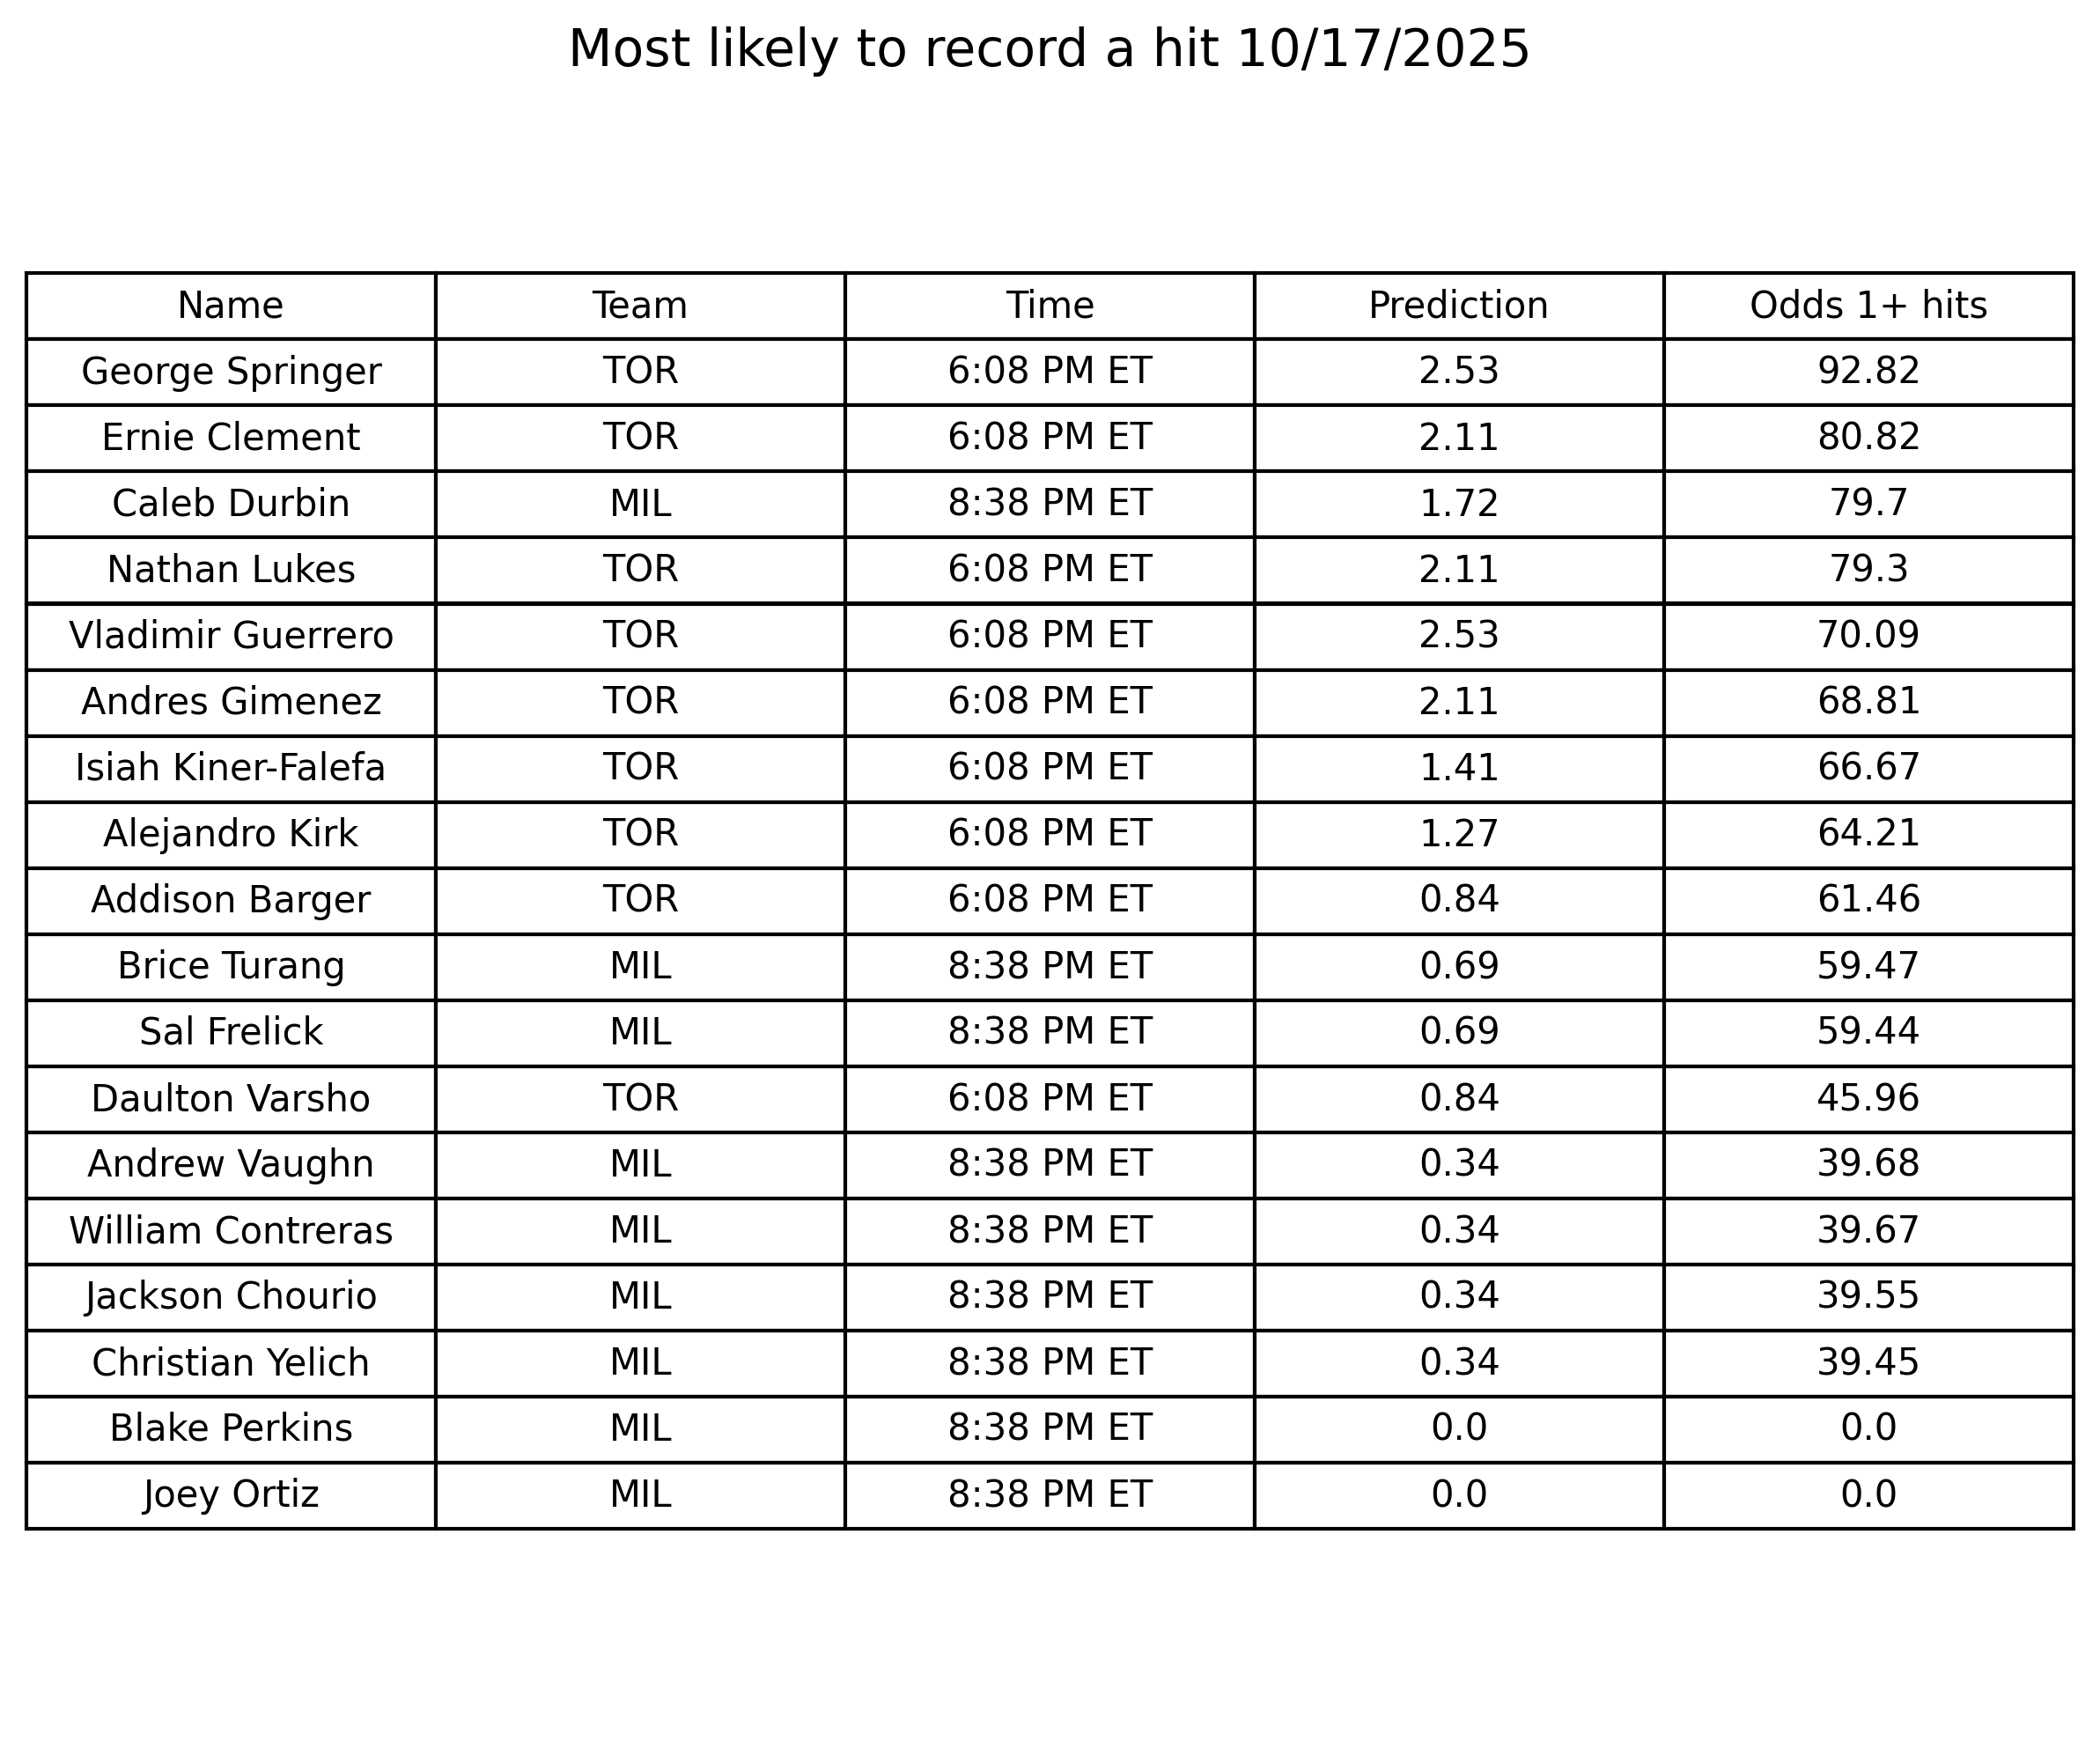 Most likely to record a hit 10/17/2025
Name Team Time Prediction Odds 1+ hits
George Springer TOR 6:08 PM ET 2.53 92.82
Ernie Clement TOR 6:08 PM ET 2.11 80.82
Caleb Durbin MIL 8:38 PM ET 1.72 79.7
Nathan Lukes TOR 6:08 PM ET 2.11 79.3
Vladimir Guerrero TOR 6:08 PM ET 2.53 70.09
Andres Gimenez TOR 6:08 PM ET 2.11 68.81
Isiah Kiner-Falefa TOR 6:08 PM ET 1.41 66.67
Alejandro Kirk TOR 6:08 PM ET 1.27 64.21
Addison Barger TOR 6:08 PM ET 0.84 61.46
Brice Turang MIL 8:38 PM ET 0.69 59.47
Sal Frelick MIL 8:38 PM ET 0.69 59.44
Daulton Varsho TOR 6:08 PM ET 0.84 45.96
Andrew Vaughn MIL 8:38 PM ET 0.34 39.68
William Contreras MIL 8:38 PM ET 0.34 39.67
Jackson Chourio MIL 8:38 PM ET 0.34 39.55
Christian Yelich MIL 8:38 PM ET 0.34 39.45
Blake Perkins MIL 8:38 PM ET 0.0 0.0
Joey Ortiz MIL 8:38 PM ET 0.0 0.0